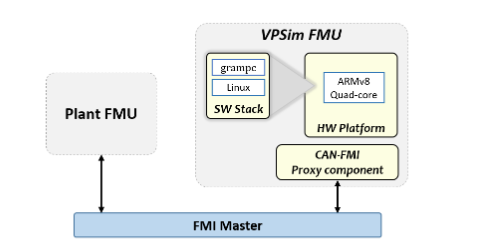 VPSim FMU
grampc
Linux
SW Stack
ARMv8
Quad-core
HW Platform
Plant FMU
CAN-FMI
Proxy component
FMI Master